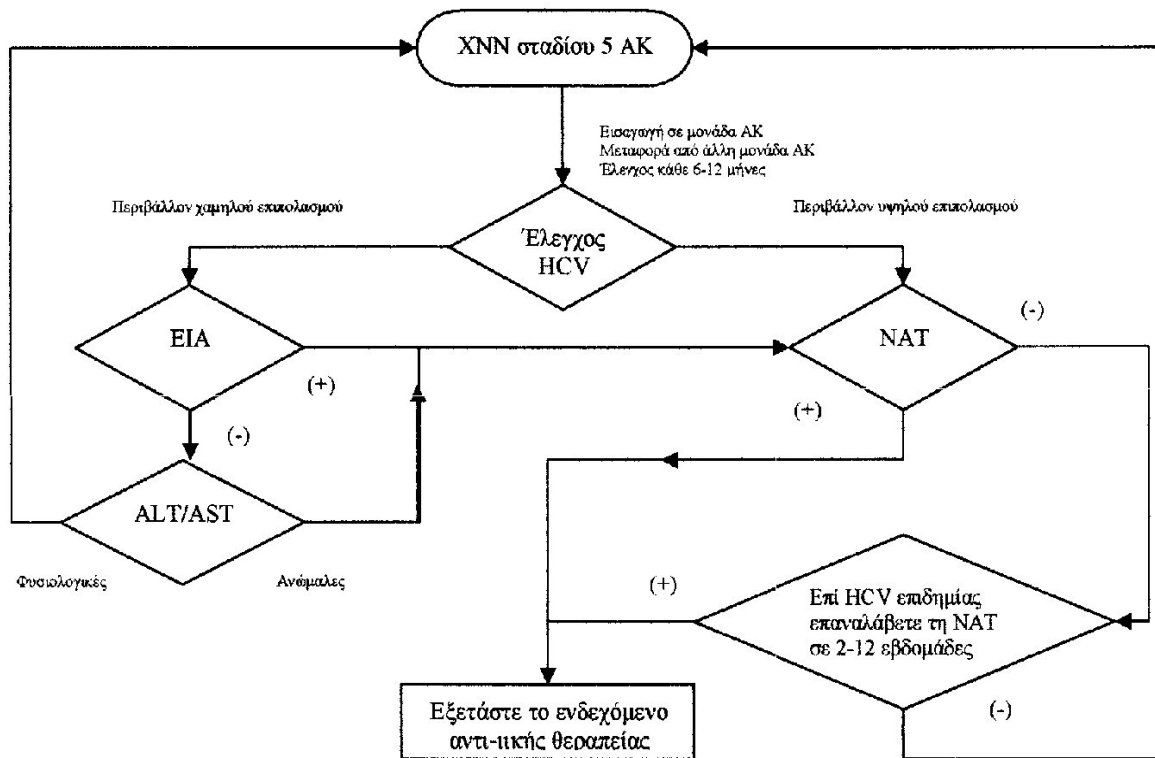 ΧΝΝ σταδίου 5 ΑΚ
Εισαγωγή σε μονάδα ΑΚ
Μεταφορά από άλλη μονάδα ΑΚ
Έλεγχος κάθε 6-12 μήνες
Περιβάλλον χαμηλού επιπολασμού
Περιβάλλον υψηλού επιπολασμού
Έλεγχος
HCV
EIA
NAT
(-)
(+)
(+)
(-)
ALT/AST
Φυσιολογικές
Ανώμαλες
(+)
Επί HCV επιδημίας
επαναλάβετε τη NAT
σε 2-12 εβδομάδες
(-)
Εξετάστε το ενδεχόμενο
αντι-ιικής θεραπείας